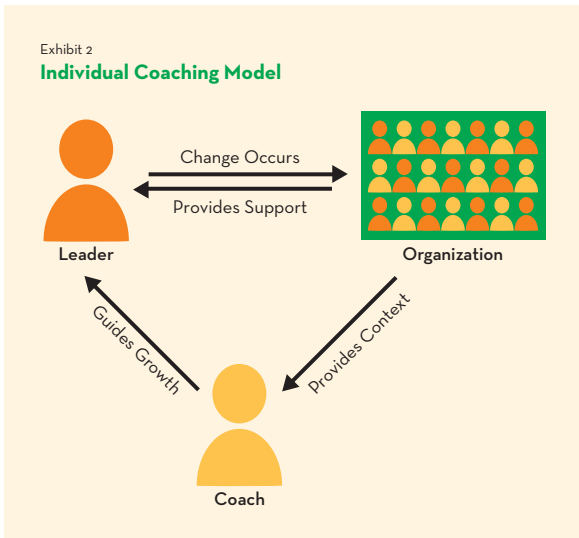 Exhibit 2
Individual Coaching Model
Change Occurs
Provides Support
Leader
Organization
Guides Growth
Provides Context
Coach